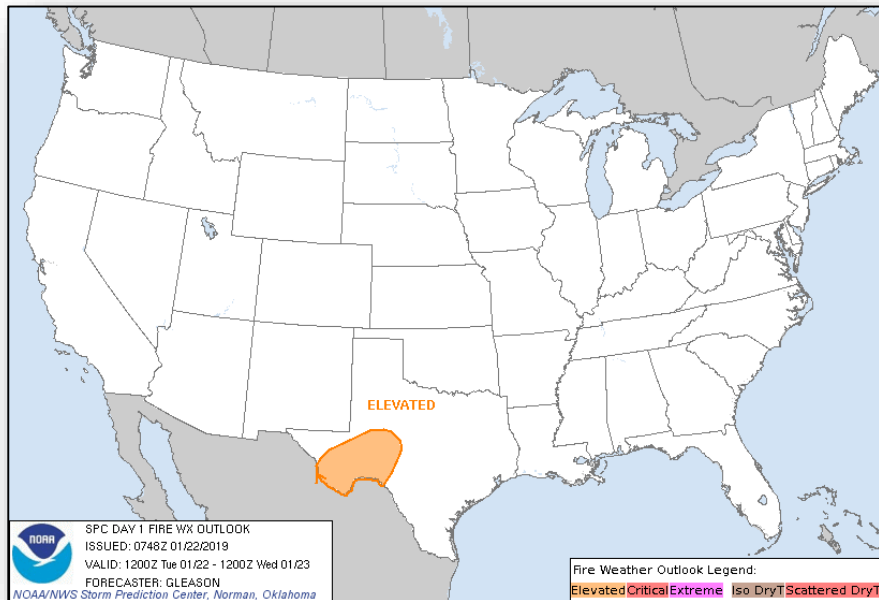 ELEVATED
NOAA
SPC DAY 1 FIRE WX OUTLOOK
ISSUED: 0748Z 01/22/2019
VALID: 1200Z Tue 01/22 - 1200Z Wed 01/23
FORECASTER: GLEASON
NOAA/NWS Storm Prediction Center, Norman, Oklahoma
Fire Weather Outlook Legend:
Elevated Critical Extreme Iso DryT Scattered DryT